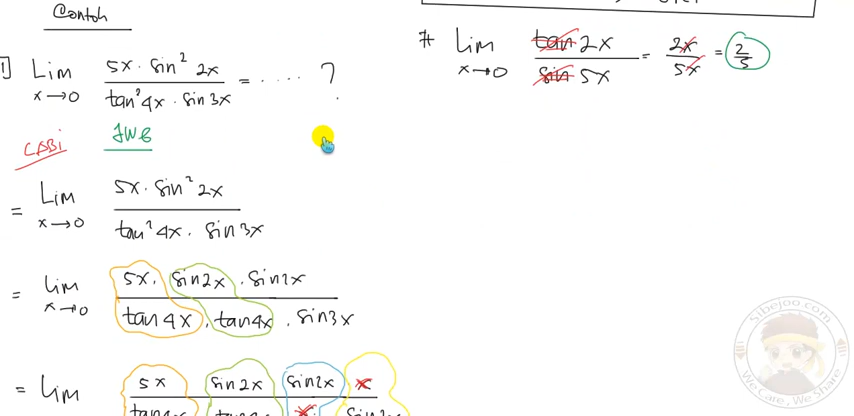 Contoh
1] Lim x→0 5x · sin² 2x / tan² 4x · sin 3x = ..... ?
CABI JWB
= Lim x→0 5x · sin² 2x / tan² 4x · sin 3x
= Lim x→0 5x · sin 2x · sin 2x / tan 4x · tan 4x · sin 3x
= Lim 5x sin 2x sin 2x x
Lim x→0 tan 2x / sin 5x = 2x / 5x = 2/5
Sibejoo.com
We Care, We Share